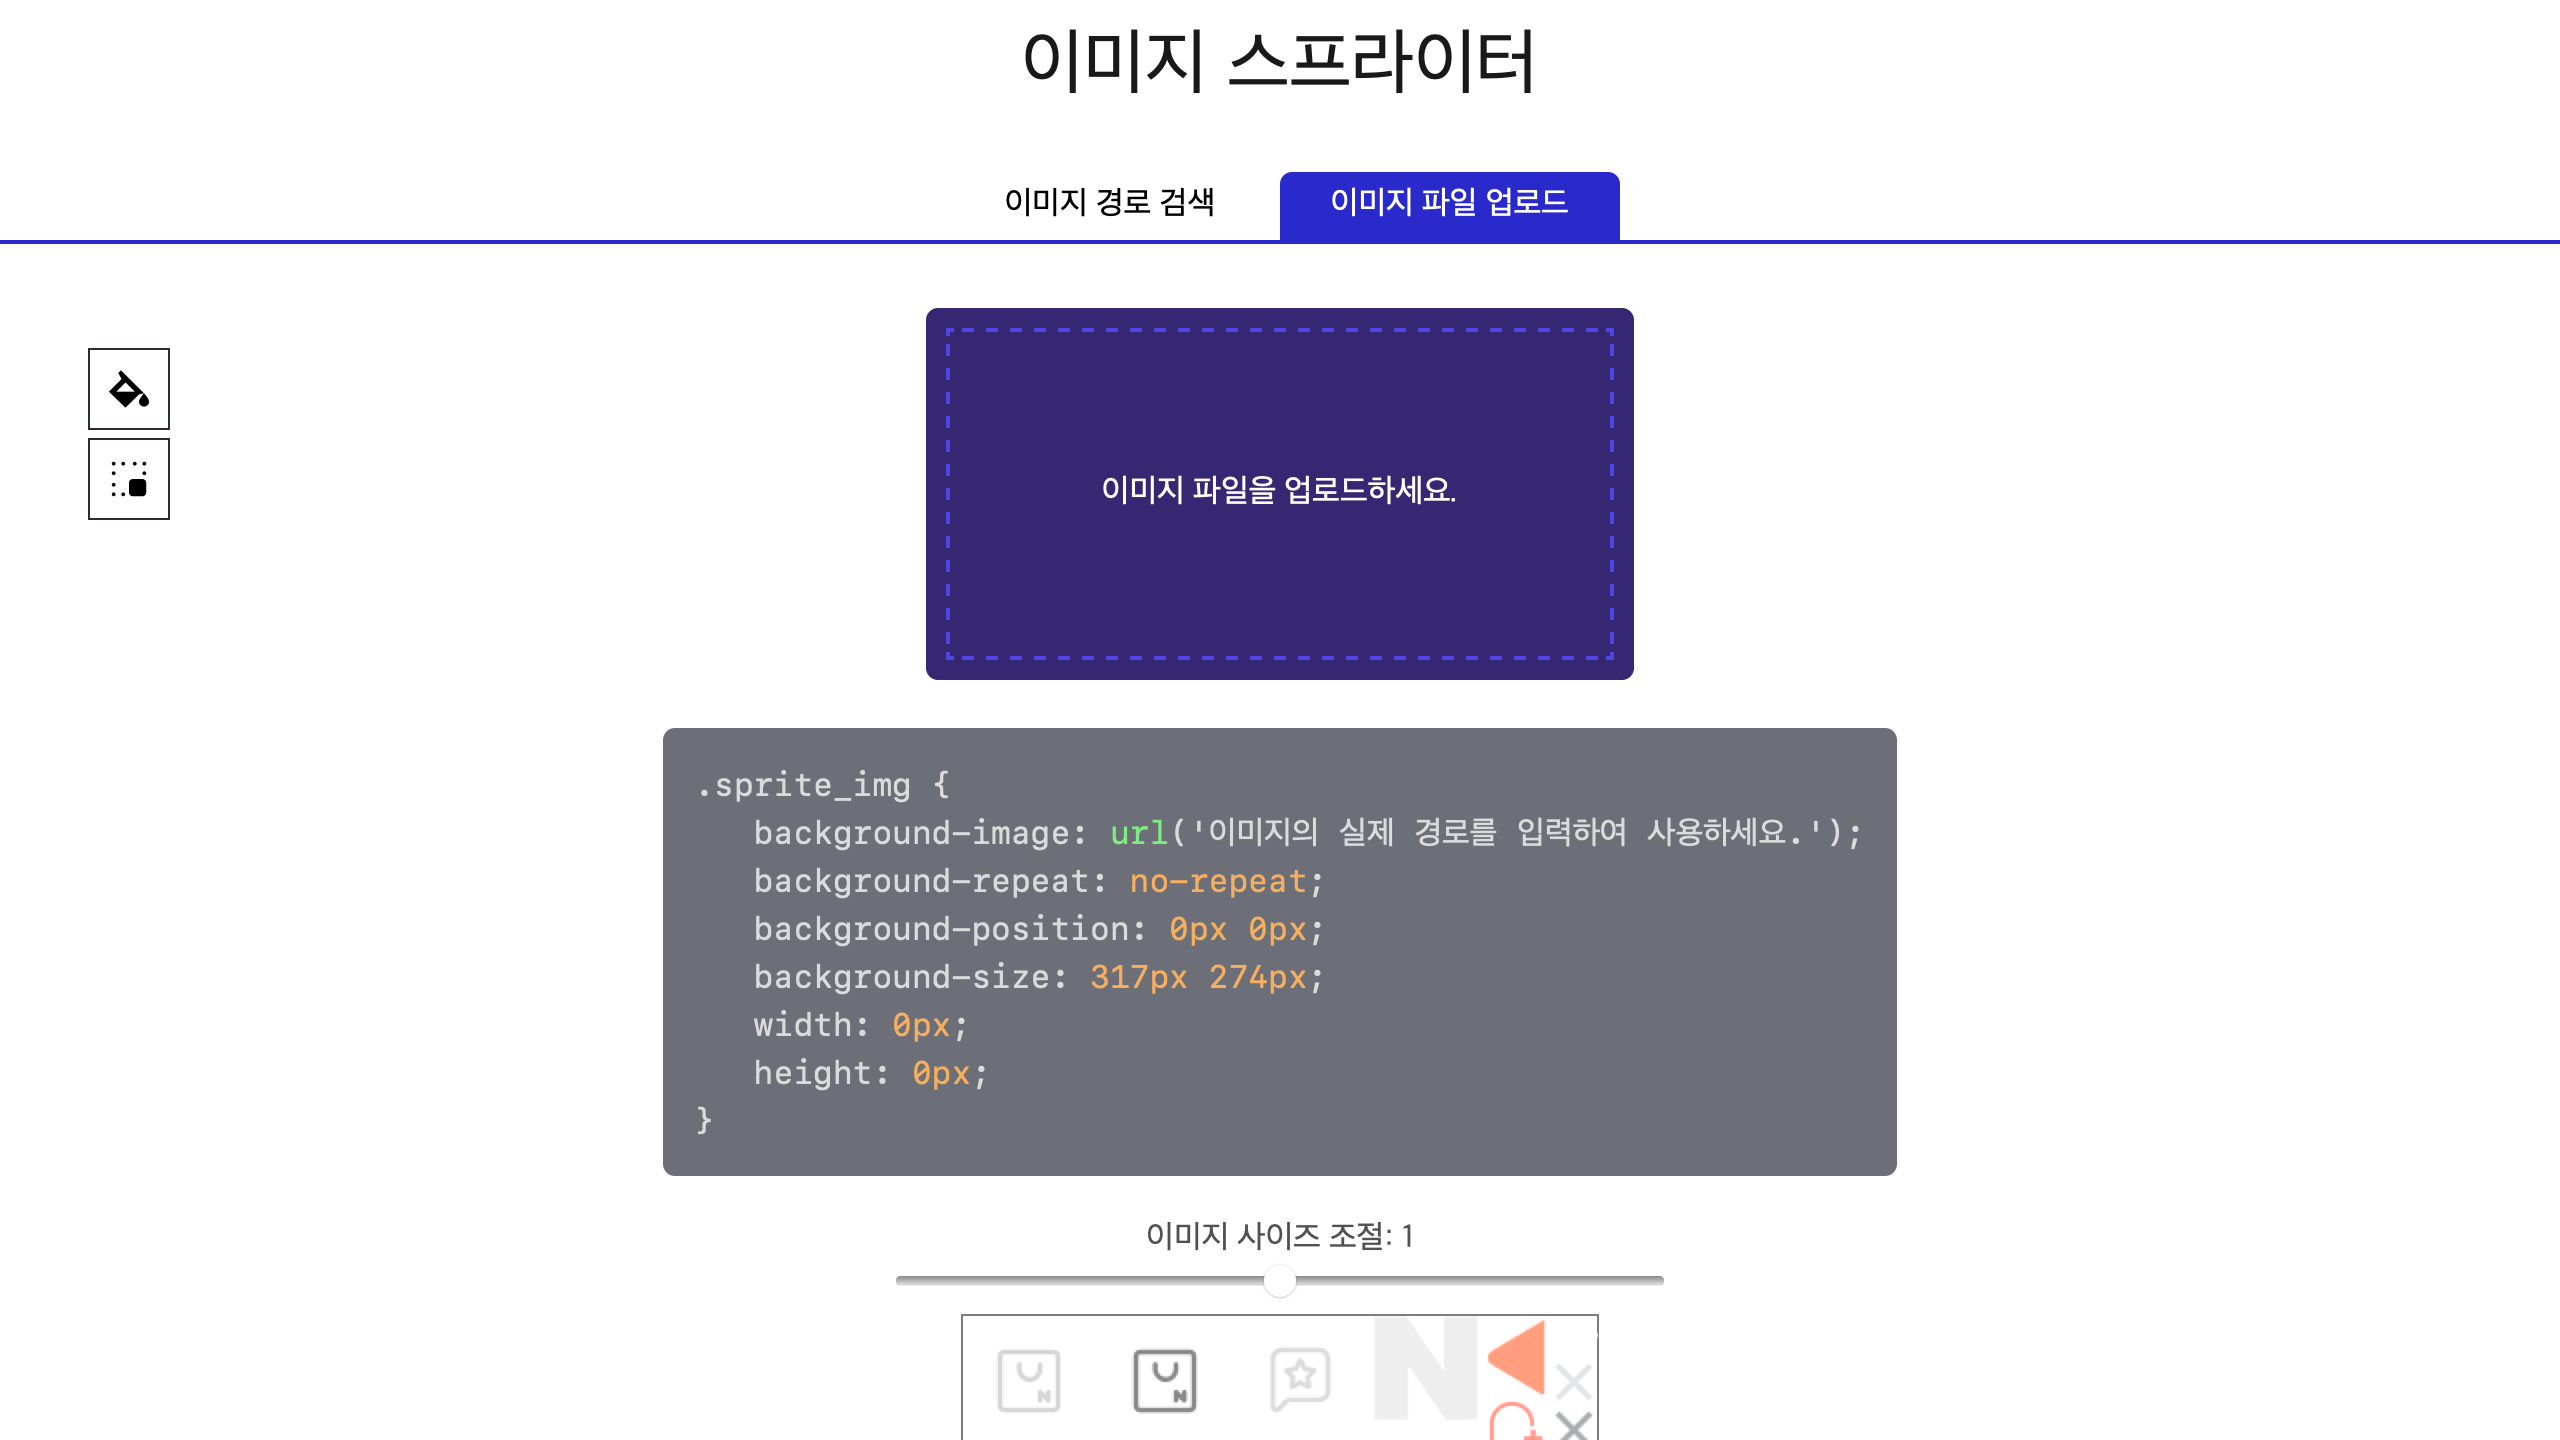 이미지 스프라이터
이미지 경로 검색
이미지 파일 업로드
이미지 파일을 업로드하세요.
.sprite_img {
background-image: url('이미지의 실제 경로를 입력하여 사용하세요.');
background-repeat: no-repeat;
background-position: 0px 0px;
background-size: 317px 274px;
width: 0px;
height: 0px;
}
이미지 사이즈 조절: 1
N
N
N